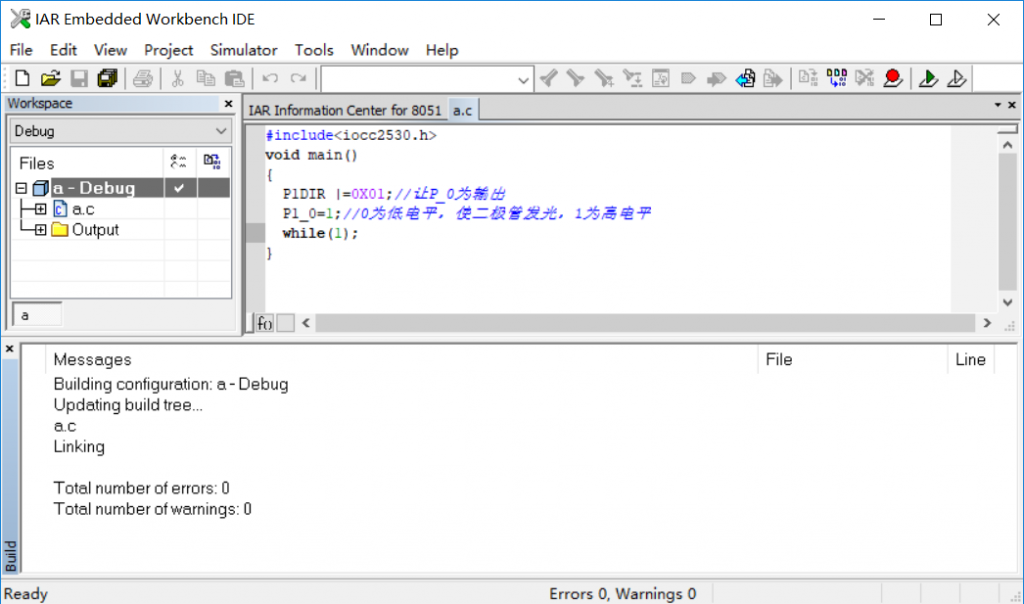 IAR Embedded Workbench IDE
File Edit View Project Simulator Tools Window Help
Workspace
Debug
Files
a - Debug
a.c
Output
a
IAR Information Center for 8051 a.c
#include<iocc2530.h>
void main()
{
P1DIR |=0X01;//让P_0为输出
P1_0=1;//0为低电平，使二极管发光，1为高电平
while(1);
}
f()
Messages File Line
Building configuration: a - Debug
Updating build tree...
a.c
Linking
Total number of errors: 0
Total number of warnings: 0
Build
Ready Errors 0, Warnings 0